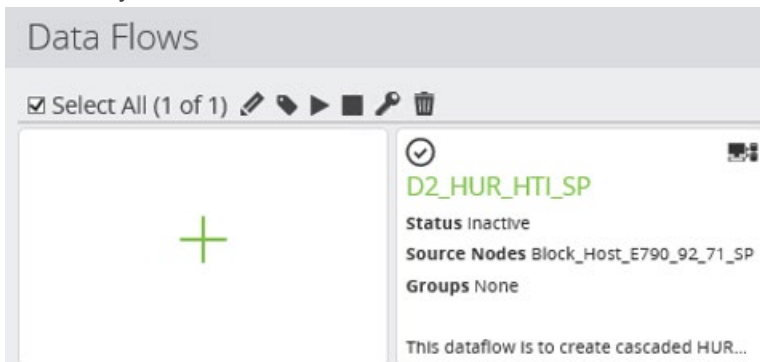 Data Flows
Select All (1 of 1)
D2_HUR_HTI_SP
Status Inactive
Source Nodes Block_Host_E790_92_71_SP
Groups None
This dataflow is to create cascaded HUR...